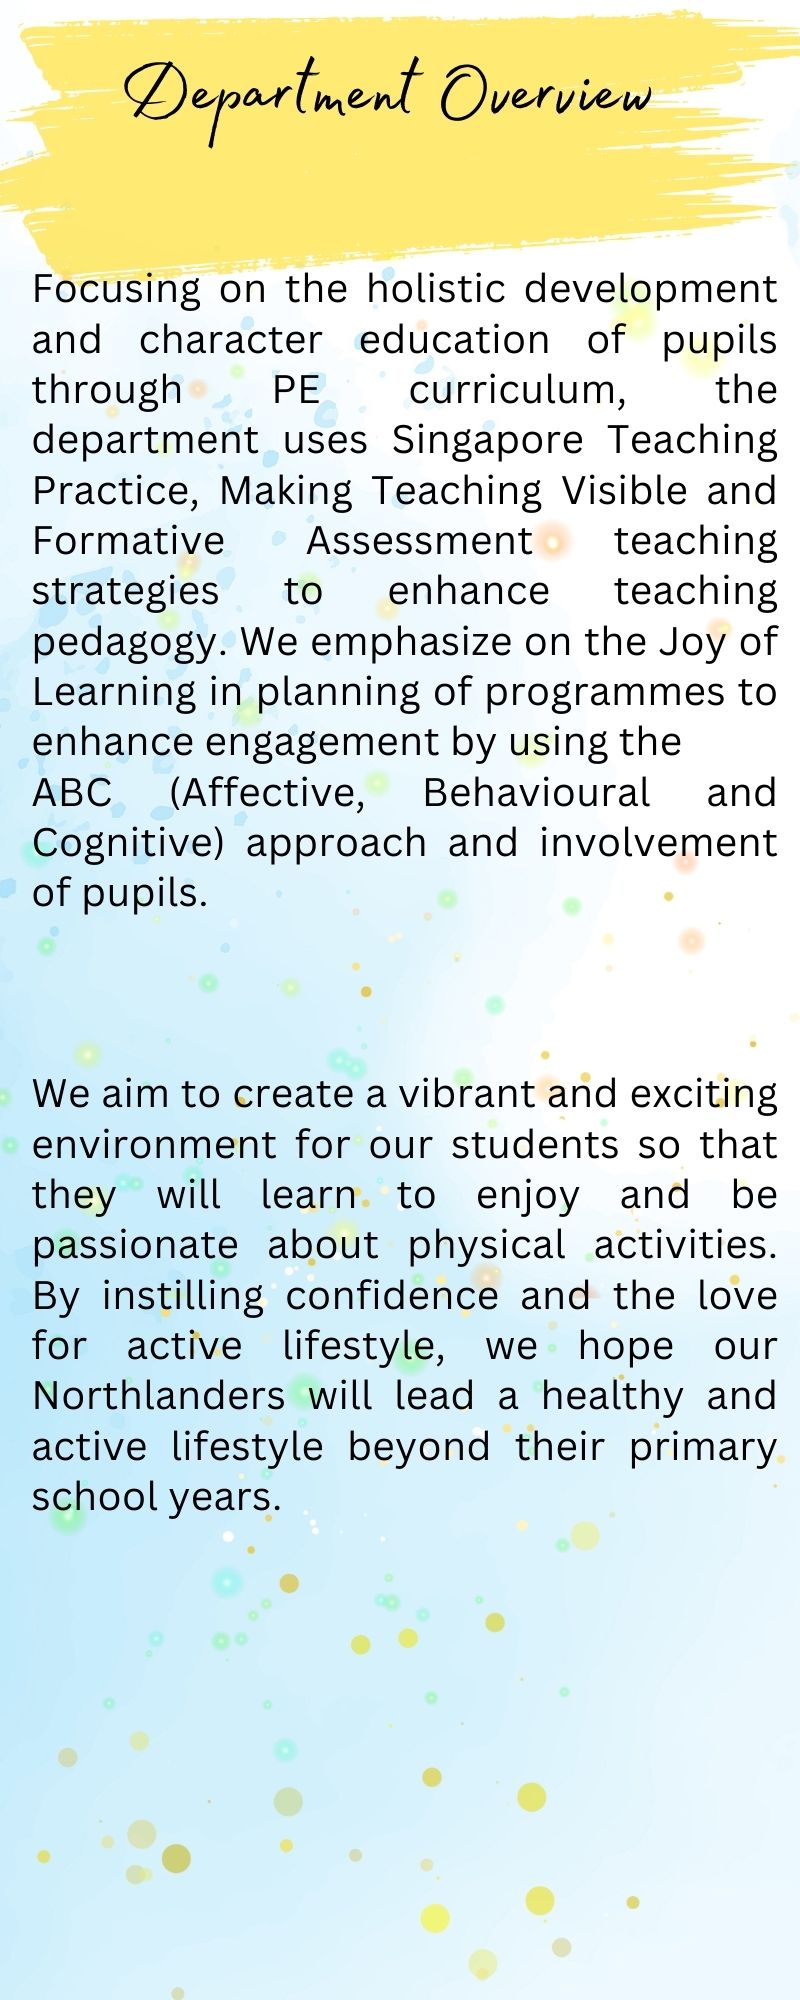 Department Overview
Focusing on the holistic development
and character education of pupils
through PE curriculum, the
department uses Singapore Teaching
Practice, Making Teaching Visible and
Formative Assessment teaching
strategies to enhance teaching
pedagogy. We emphasize on the Joy of
Learning in planning of programmes to
enhance engagement by using the
ABC (Affective, Behavioural and
Cognitive) approach and involvement
of pupils.
We aim to create a vibrant and exciting
environment for our students so that
they will learn to enjoy and be
passionate about physical activities.
By instilling confidence and the love
for active lifestyle, we hope our
Northlanders will lead a healthy and
active lifestyle beyond their primary
school years.